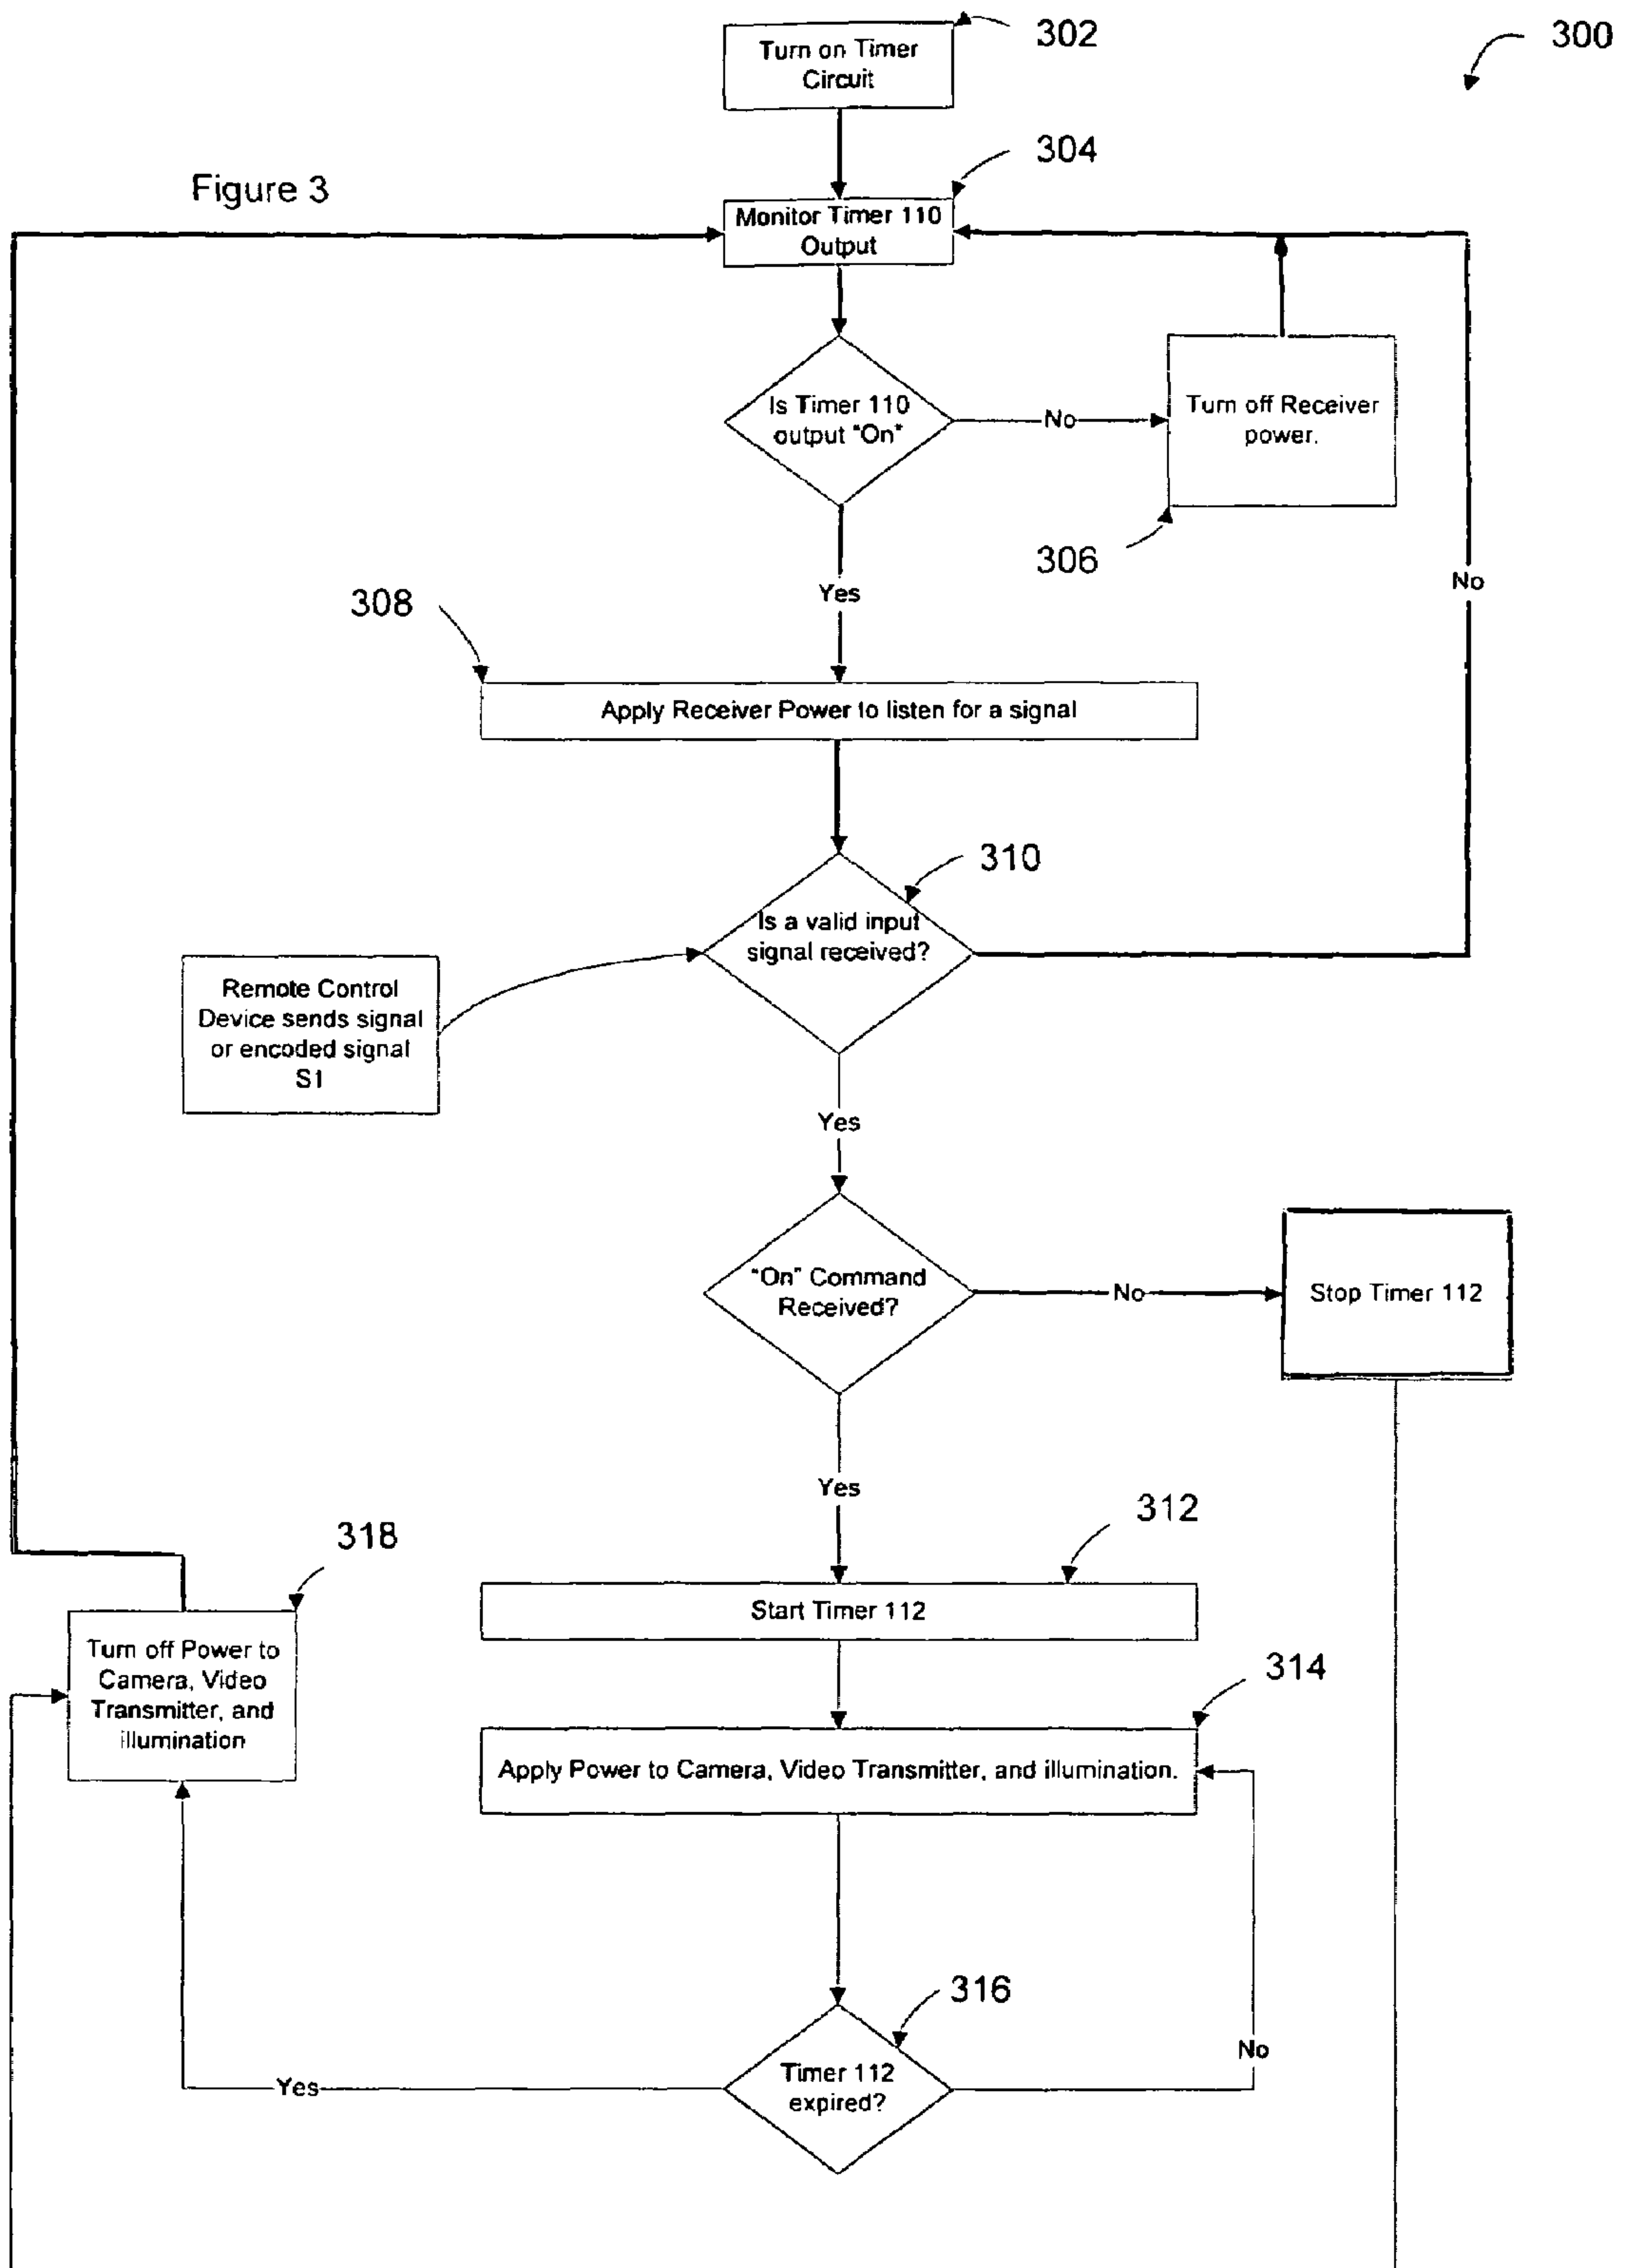 302
300
Turn on Timer
Circuit
304
Figure 3
Monitor Timer 110
Output
Is Timer 110
output "On"
No
Turn off Receiver
power.
306
No
Yes
308
Apply Receiver Power to listen for a signal
310
Is a valid input
signal received?
Remote Control
Device sends signal
or encoded signal
S1
Yes
"On" Command
Received?
No
Stop Timer 112
Yes
312
318
Start Timer 112
Turn off Power to
Camera, Video
Transmitter, and
illumination
314
Apply Power to Camera, Video Transmitter, and illumination.
316
No
Timer 112
expired?
Yes